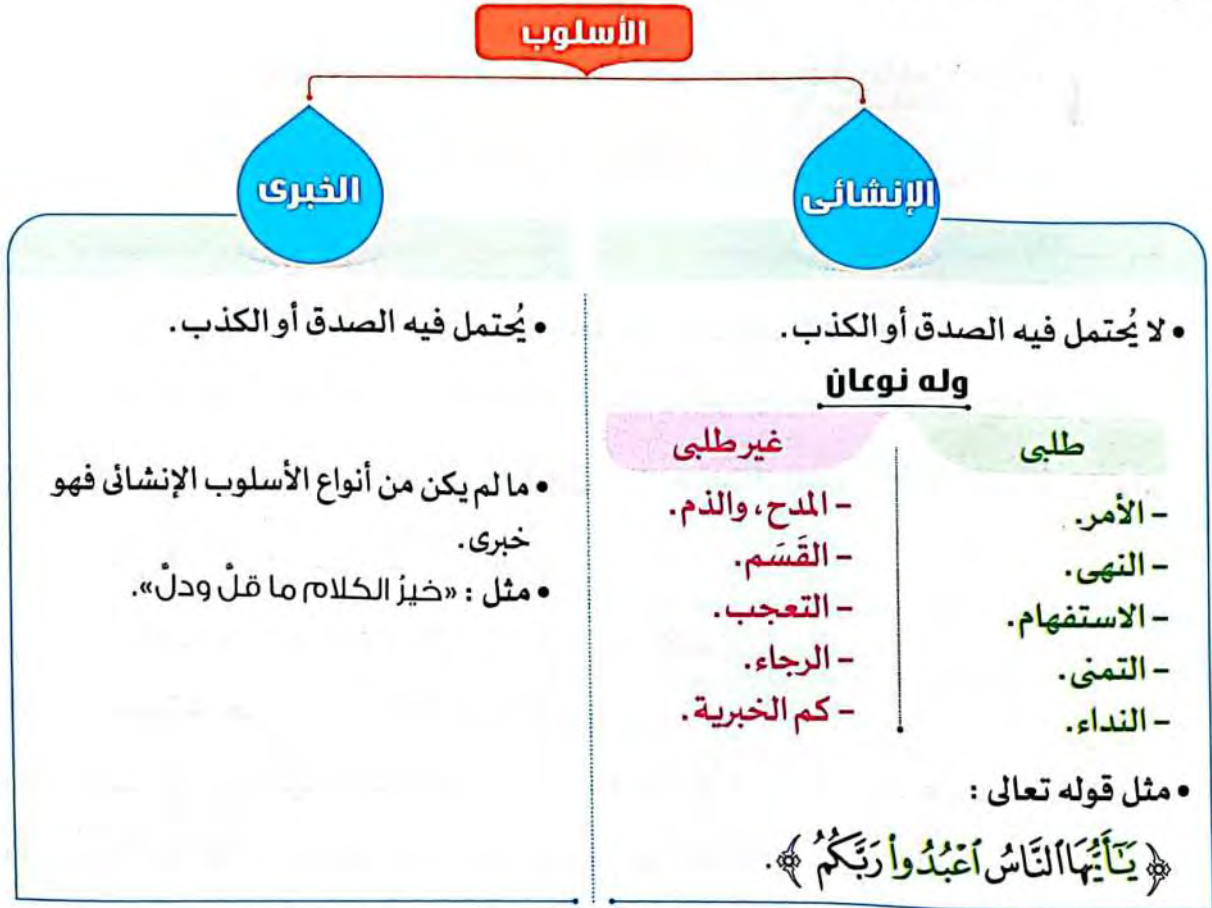 الأسلوب
الإنشائى
• لا يُحتمل فيه الصدق أو الكذب.
وله نوعان
طلبى
- الأمر.
- النهى.
- الاستفهام.
- التمنى.
- النداء.
غير طلبى
- المدح، والذم.
- القَسَم.
- التعجب.
- الرجاء.
- كم الخبرية.
• مثل قوله تعالى :
﴿ يَٰٓأَيُّهَا ٱلنَّاسُ ٱعْبُدُوا۟ رَبَّكُمُ ﴾.
الخبرى
• يُحتمل فيه الصدق أو الكذب.
• ما لم يكن من أنواع الأسلوب الإنشائى فهو
خبرى.
• مثل : «خيرُ الكلام ما قلَّ ودلَّ».